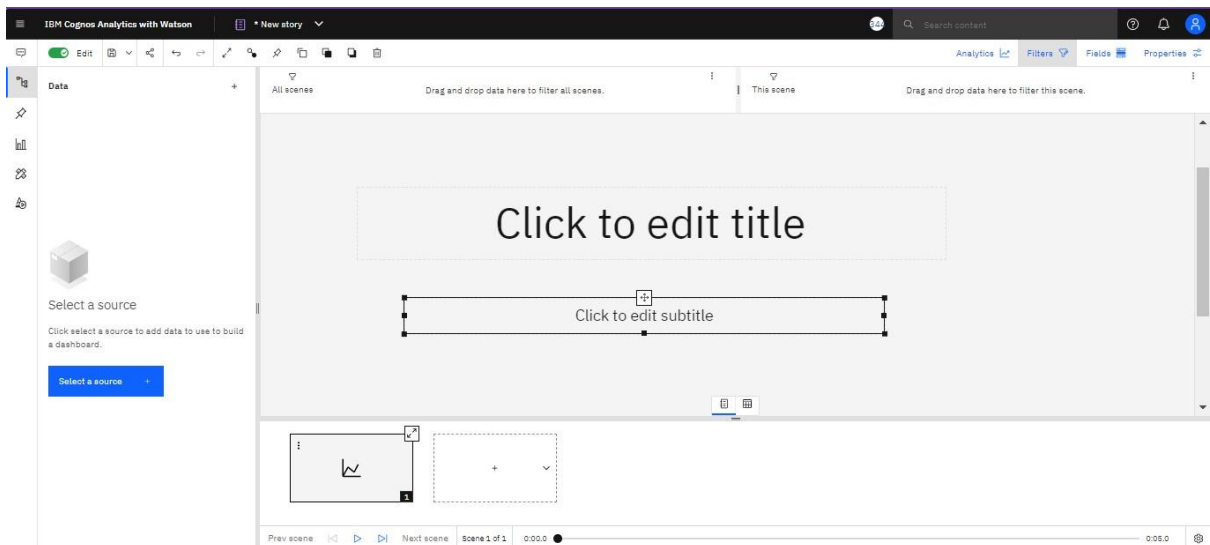 IBM Cognos Analytics with Watson
* New story
Search content
Edit
Analytics
Filters
Fields
Properties
Data
All scenes
Drag and drop data here to filter all scenes.
This scene
Drag and drop data here to filter this scene.
Click to edit title
Select a source
Click to edit subtitle
Click select a source to add data to use to build
a dashboard.
Select a source +
1
Prev scene
Next scene
Scene 1 of 1
0:00.0
0:05.0